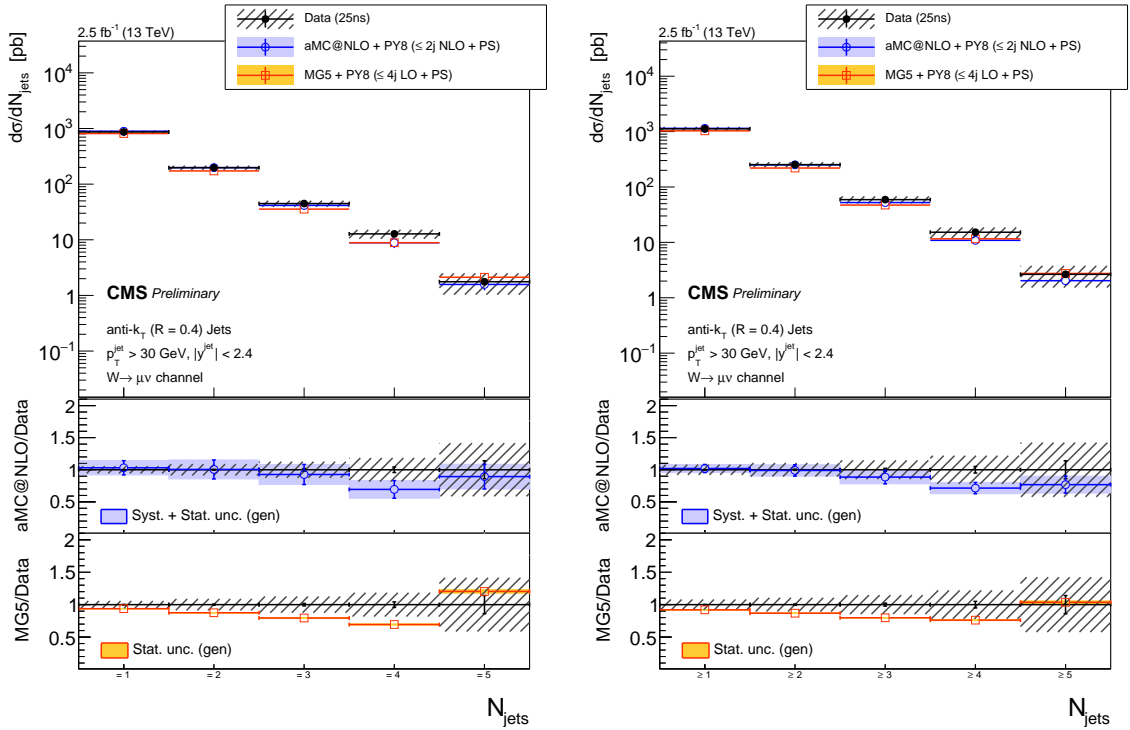 Data (25ns)
aMC@NLO + PY8 (≤ 2j NLO + PS)
MG5 + PY8 (≤ 4j LO + PS)
2.5 fb⁻¹ (13 TeV)
dσ/dN_jets [pb]
10⁴
10³
10²
10
1
10⁻¹
CMS Preliminary
anti-k_T (R = 0.4) Jets
p_T^jet > 30 GeV, |y^jet| < 2.4
W→ μν channel
aMC@NLO/Data
2
1.5
1
0.5
Syst. + Stat. unc. (gen)
MG5/Data
2
1.5
1
0.5
Stat. unc. (gen)
= 1 = 2 = 3 = 4 = 5
N_jets
Data (25ns)
aMC@NLO + PY8 (≤ 2j NLO + PS)
MG5 + PY8 (≤ 4j LO + PS)
2.5 fb⁻¹ (13 TeV)
dσ/dN_jets [pb]
10⁴
10³
10²
10
1
10⁻¹
CMS Preliminary
anti-k_T (R = 0.4) Jets
p_T^jet > 30 GeV, |y^jet| < 2.4
W→ μν channel
aMC@NLO/Data
2
1.5
1
0.5
Syst. + Stat. unc. (gen)
MG5/Data
2
1.5
1
0.5
Stat. unc. (gen)
≥ 1 ≥ 2 ≥ 3 ≥ 4 ≥ 5
N_jets